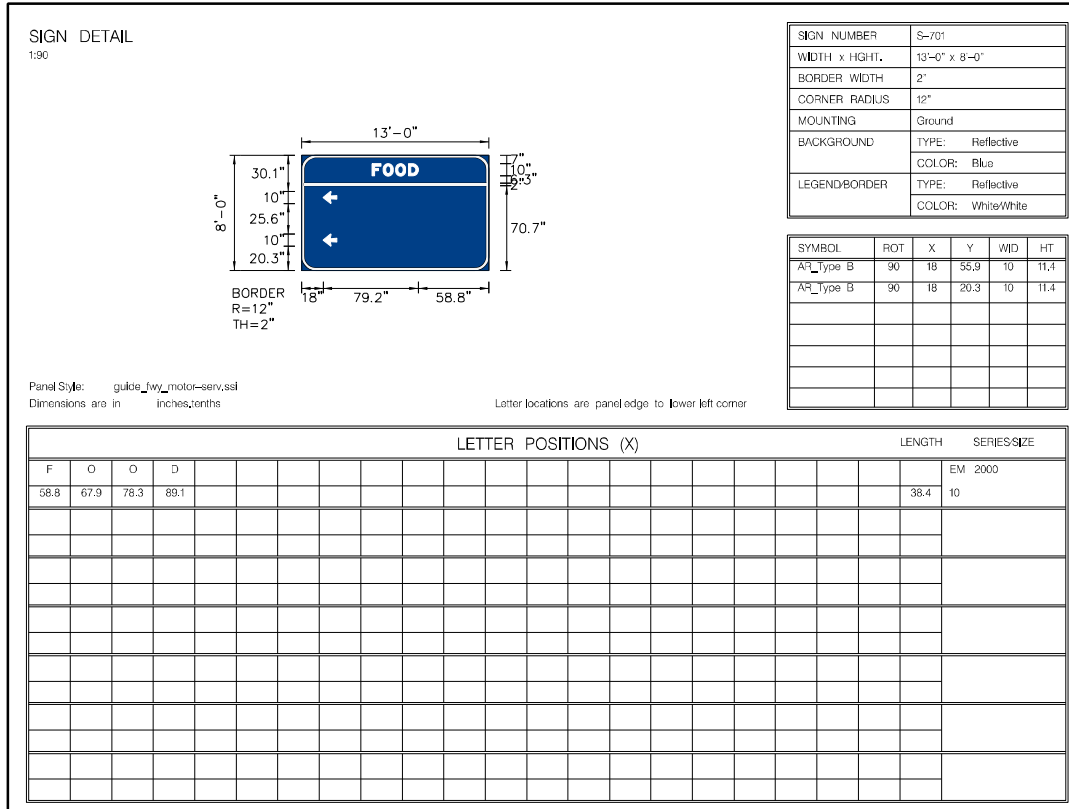 SIGN DETAIL
1:90
SIGN NUMBER S-701
WIDTH x HGHT. 13'-0" x 8'-0"
BORDER WIDTH 2"
CORNER RADIUS 12"
MOUNTING Ground
BACKGROUND TYPE: Reflective
COLOR: Blue
LEGEND/BORDER TYPE: Reflective
COLOR: White/White
13'-0"
8'-0"
30.1"
10"
25.6"
10"
20.3"
FOOD
7"
10"
6.3"
2"
70.7"
18" 79.2" 58.8"
BORDER
R=12"
TH=2"
SYMBOL ROT X Y WID HT
AR_Type B 90 18 55.9 10 11.4
AR_Type B 90 18 20.3 10 11.4
Panel Style: guide_fwy_motor-serv.ssi
Dimensions are in inches.tenths
Letter locations are panel edge to lower left corner
LETTER POSITIONS (X) LENGTH SERIES/SIZE
F O O D EM 2000
58.8 67.9 78.3 89.1 38.4 10